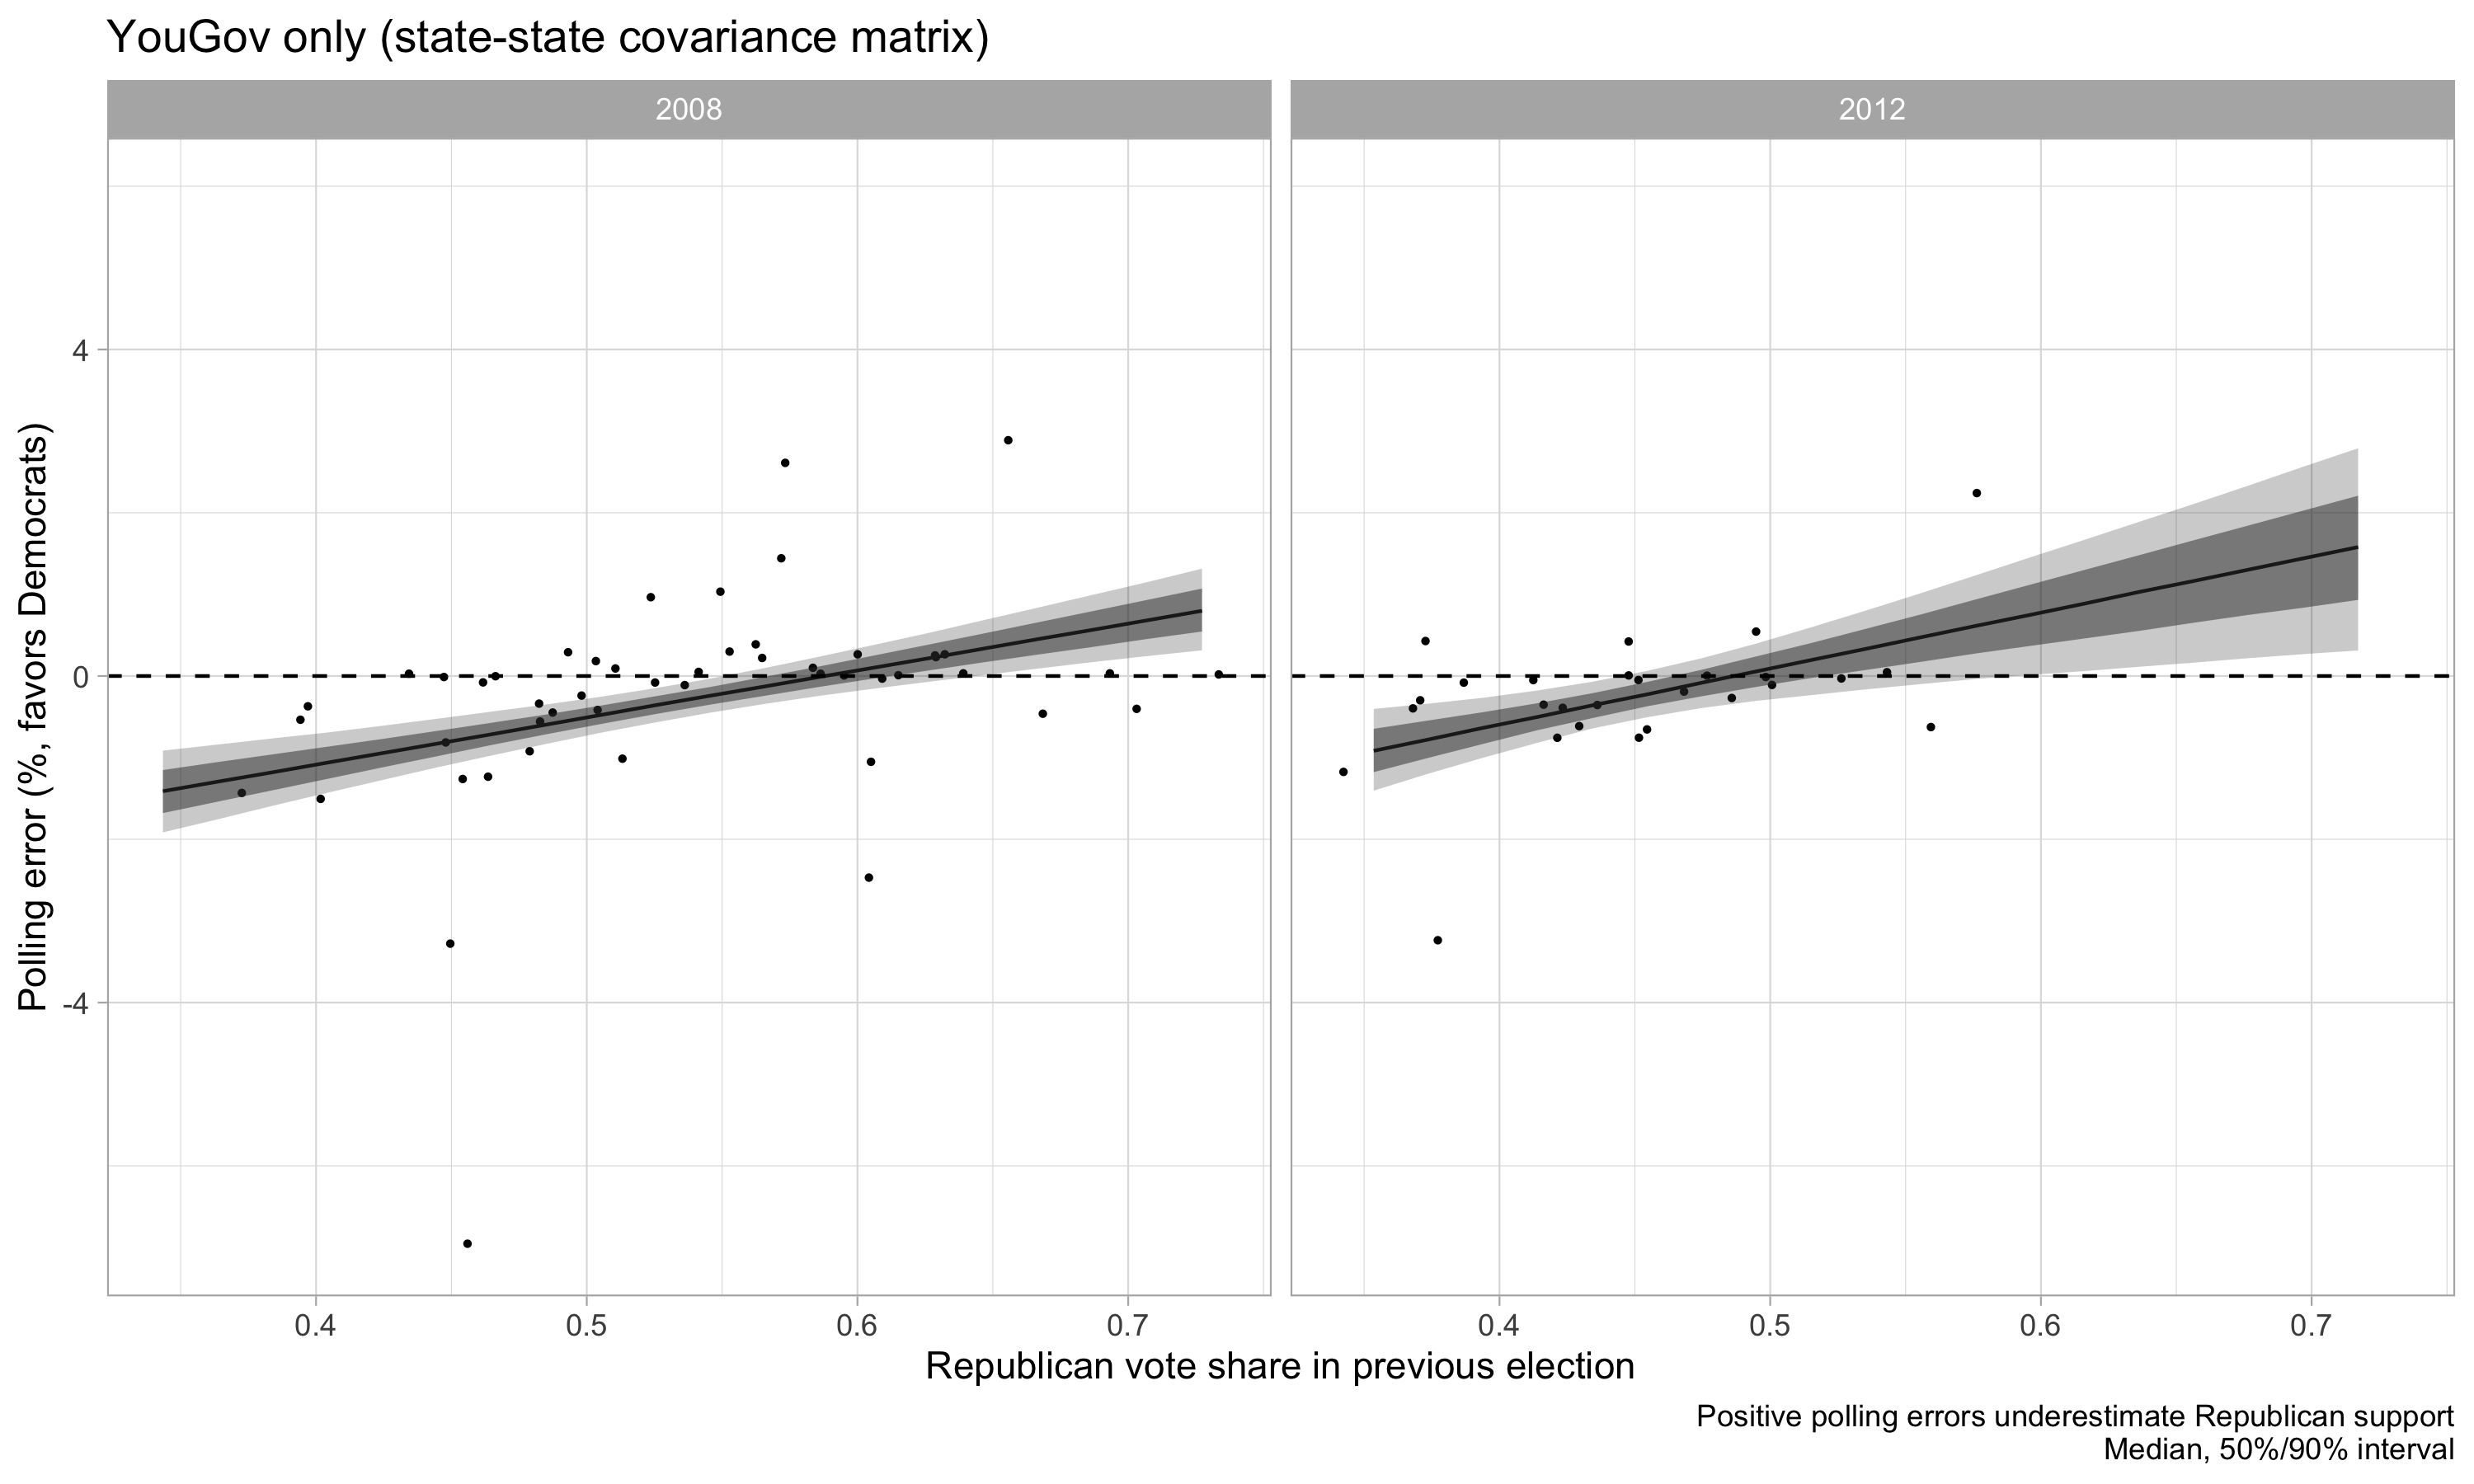 YouGov only (state-state covariance matrix)
2008
2012
Polling error (%, favors Democrats)
4
0
-4
0.4
0.5
0.6
0.7
0.4
0.5
0.6
0.7
Republican vote share in previous election
Positive polling errors underestimate Republican support
Median, 50%/90% interval